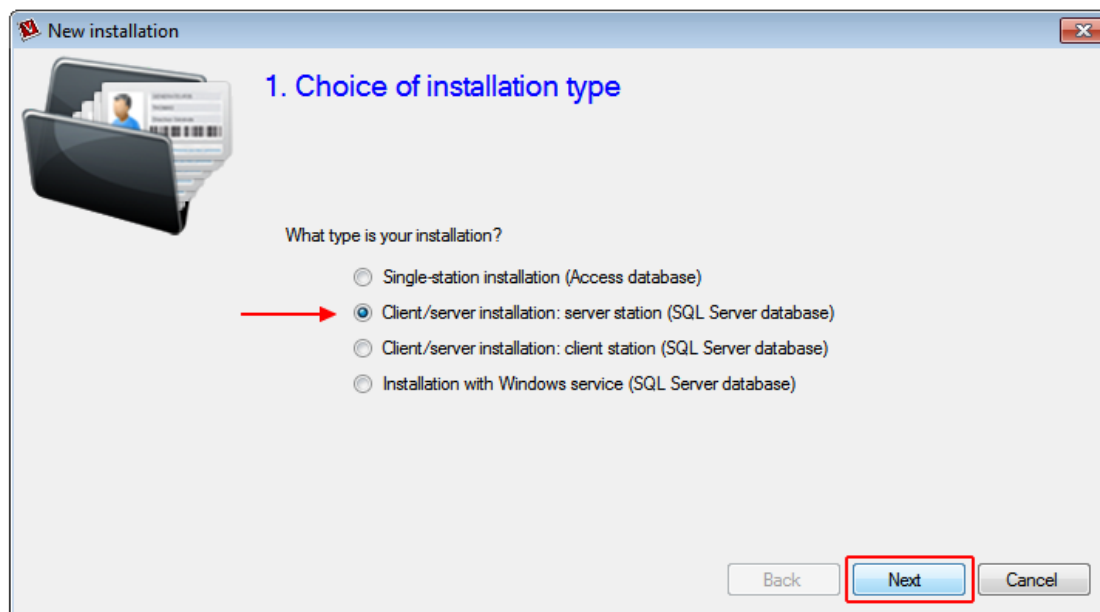 New installation
1. Choice of installation type
What type is your installation?
Single-station installation (Access database)
Client/server installation: server station (SQL Server database)
Client/server installation: client station (SQL Server database)
Installation with Windows service (SQL Server database)
Back Next Cancel